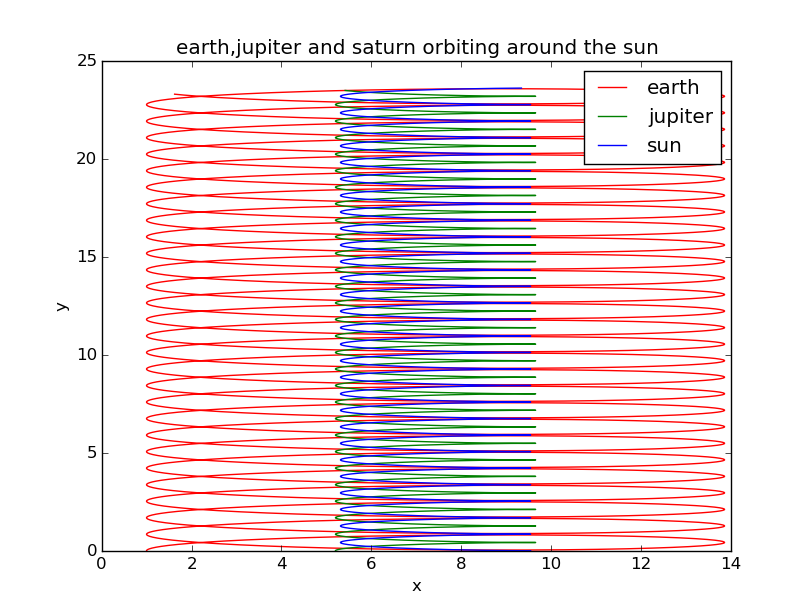 earth,jupiter and saturn orbiting around the sun
25
20
15
10
5
0
y
earth
jupiter
sun
0 2 4 6 8 10 12 14
x